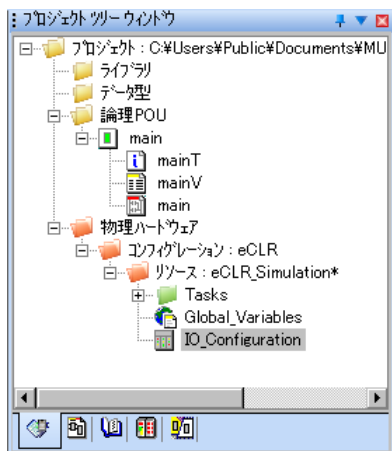 プロジェクト ツリー ウィンドウ
プロジェクト : C:¥Users¥Public¥Documents¥MU
ライブラリ
データ型
論理POU
main
mainT
mainV
main
物理ハードウェア
コンフィグレーション : eCLR
リソース : eCLR_Simulation*
Tasks
Global_Variables
IO_Configuration